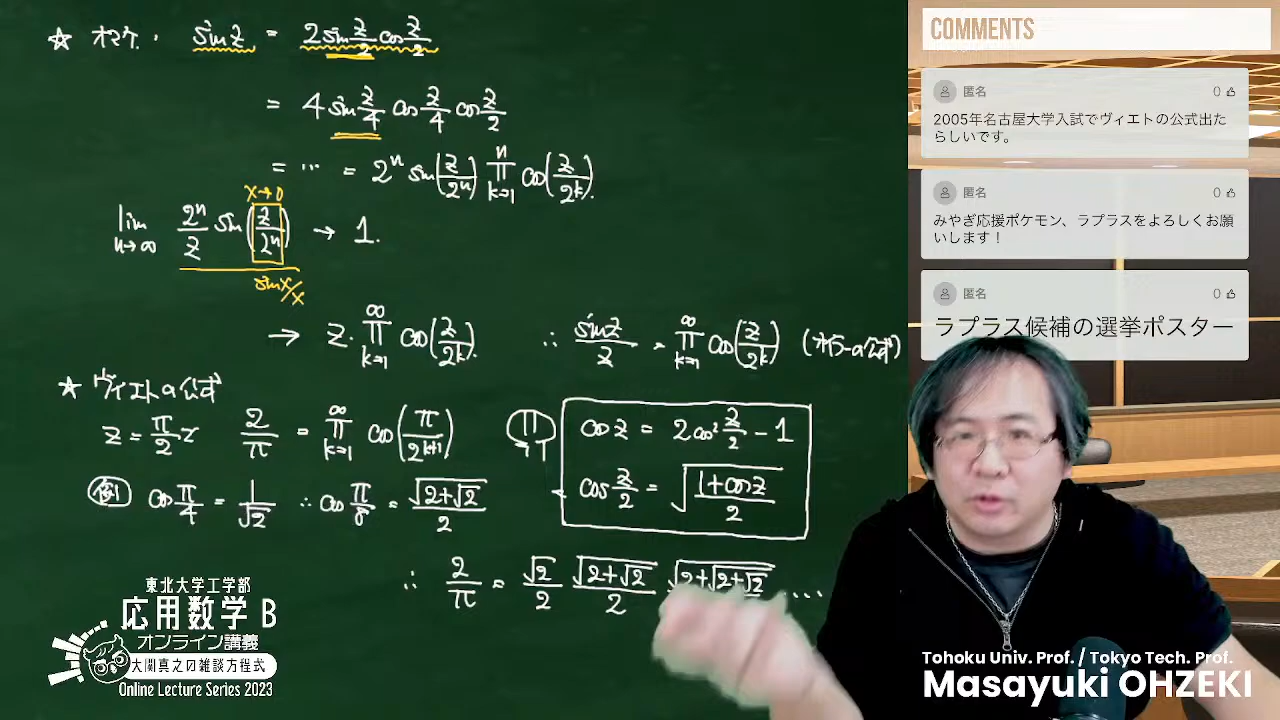 ★ オマケ. sin z = 2 sin z/2 cos z/2
= 4 sin z/4 cos z/4 cos z/2
= … = 2^n sin(z/2^n) ∏_{k=1}^{n} cos(z/2^k).
x→0
lim_{n→∞} 2^n/z sin(z/2^n) → 1.
sin x/x
→ z・∏_{k=1}^{∞} cos(z/2^k). ∴ sin z/z = ∏_{k=1}^{∞} cos(z/2^k) (オイラーの公式)
★ ヴィエトの公式
z = π/2 で 2/π = ∏_{k=1}^{∞} cos(π/2^{k+1})
cos z = 2cos² z/2 - 1
cos z/2 = √((1+cos z)/2)
例 cos π/4 = 1/√2 ∴ cos π/8 = √(2+√2)/2
∴ 2/π = √2/2 √(2+√2)/2 √(2+√(2+√2)) ....
東北大学工学部
応用数学 B
オンライン講義
大関真之の雑談方程式
Online Lecture Series 2023
COMMENTS
匿名 0
2005年名古屋大学入試でヴィエトの公式出た
らしいです。
匿名 0
みやぎ応援ポケモン、ラプラスをよろしくお願
いします！
匿名 0
ラプラス候補の選挙ポスター
Tohoku Univ. Prof. / Tokyo Tech. Prof.
Masayuki OHZEKI